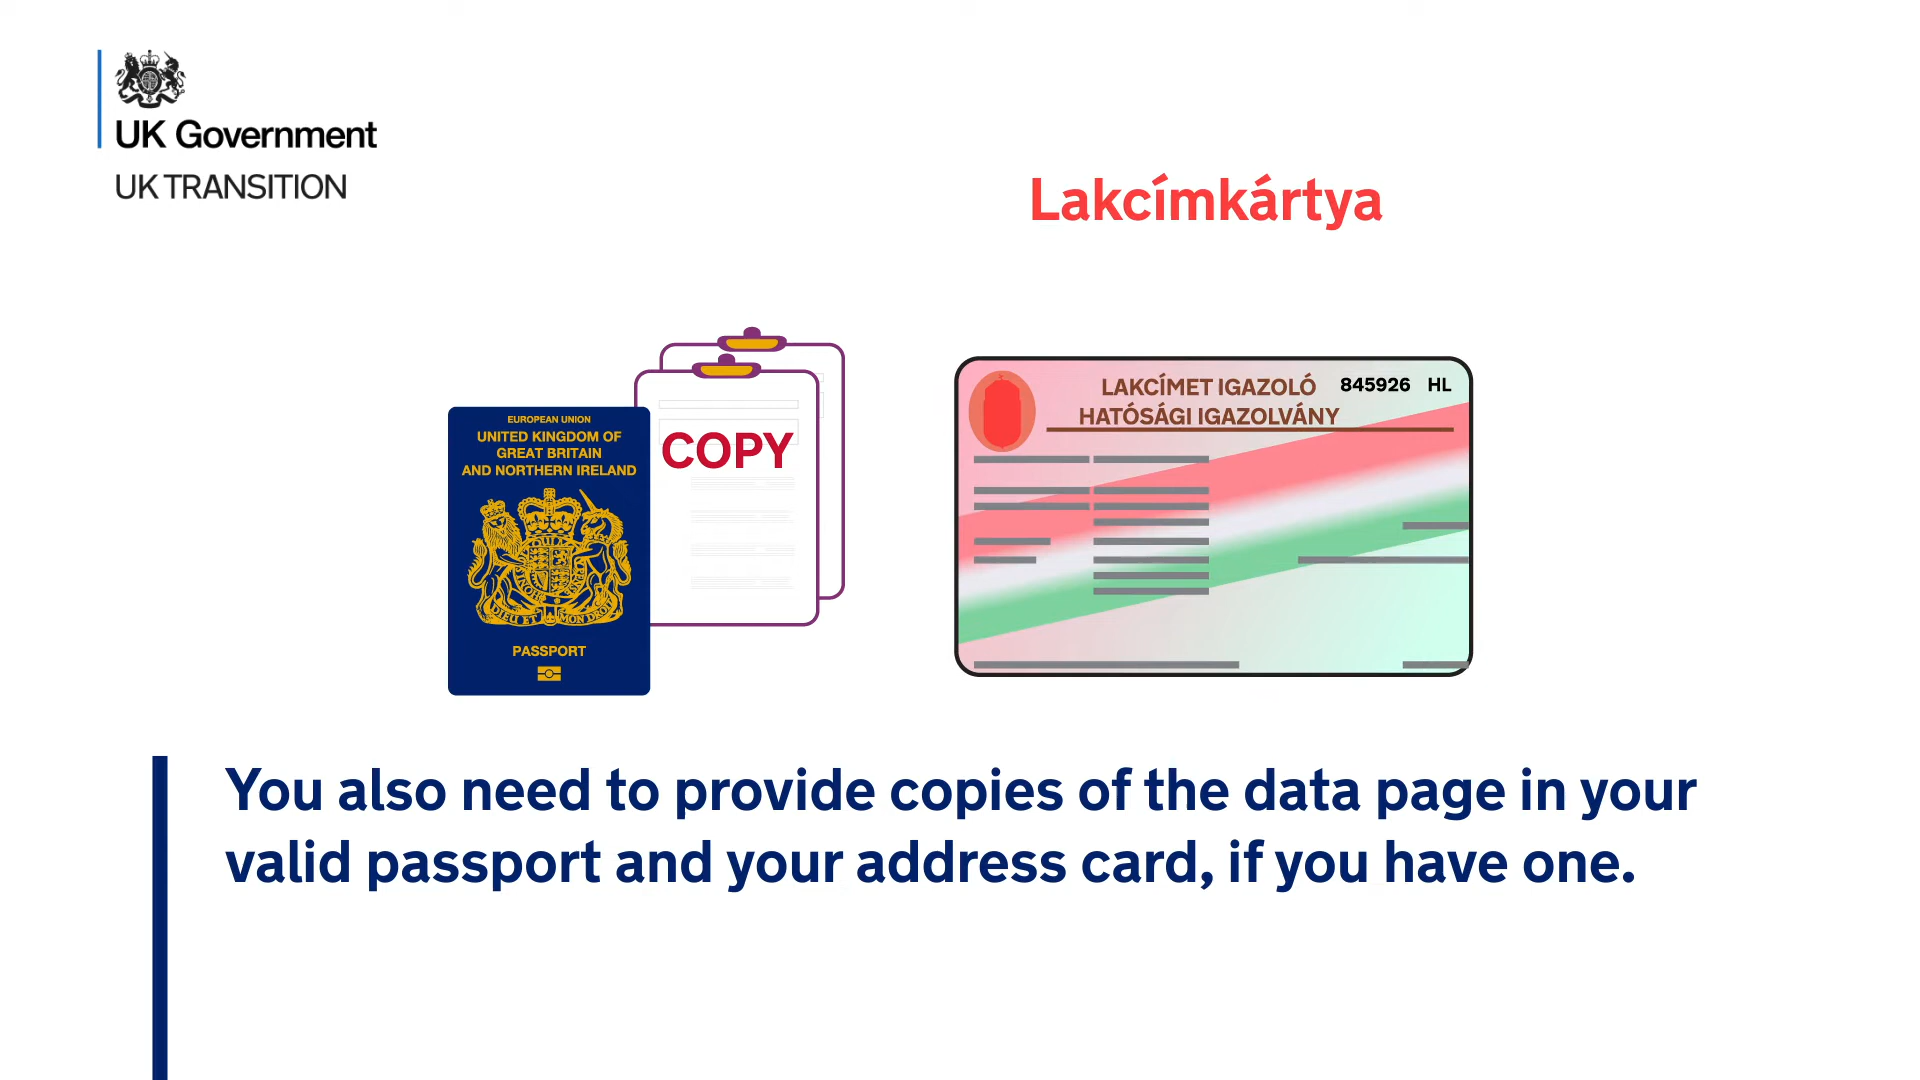 UK Government
UK TRANSITION
Lakcímkártya
EUROPEAN UNION
UNITED KINGDOM OF
GREAT BRITAIN
AND NORTHERN IRELAND
DIEU ET MON DROIT
PASSPORT
COPY
LAKCÍMET IGAZOLÓ
HATÓSÁGI IGAZOLVÁNY
845926 HL
You also need to provide copies of the data page in your
valid passport and your address card, if you have one.